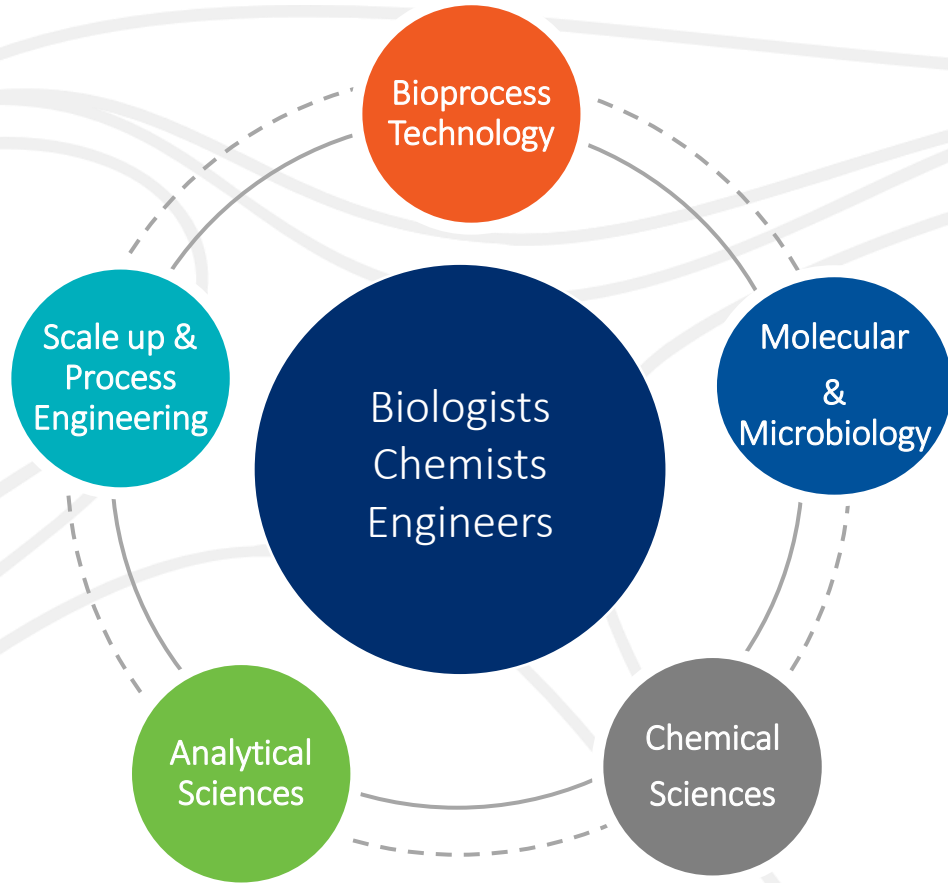 Bioprocess
Technology
Scale up &
Process
Engineering
Molecular
&
Microbiology
Biologists
Chemists
Engineers
Analytical
Sciences
Chemical
Sciences